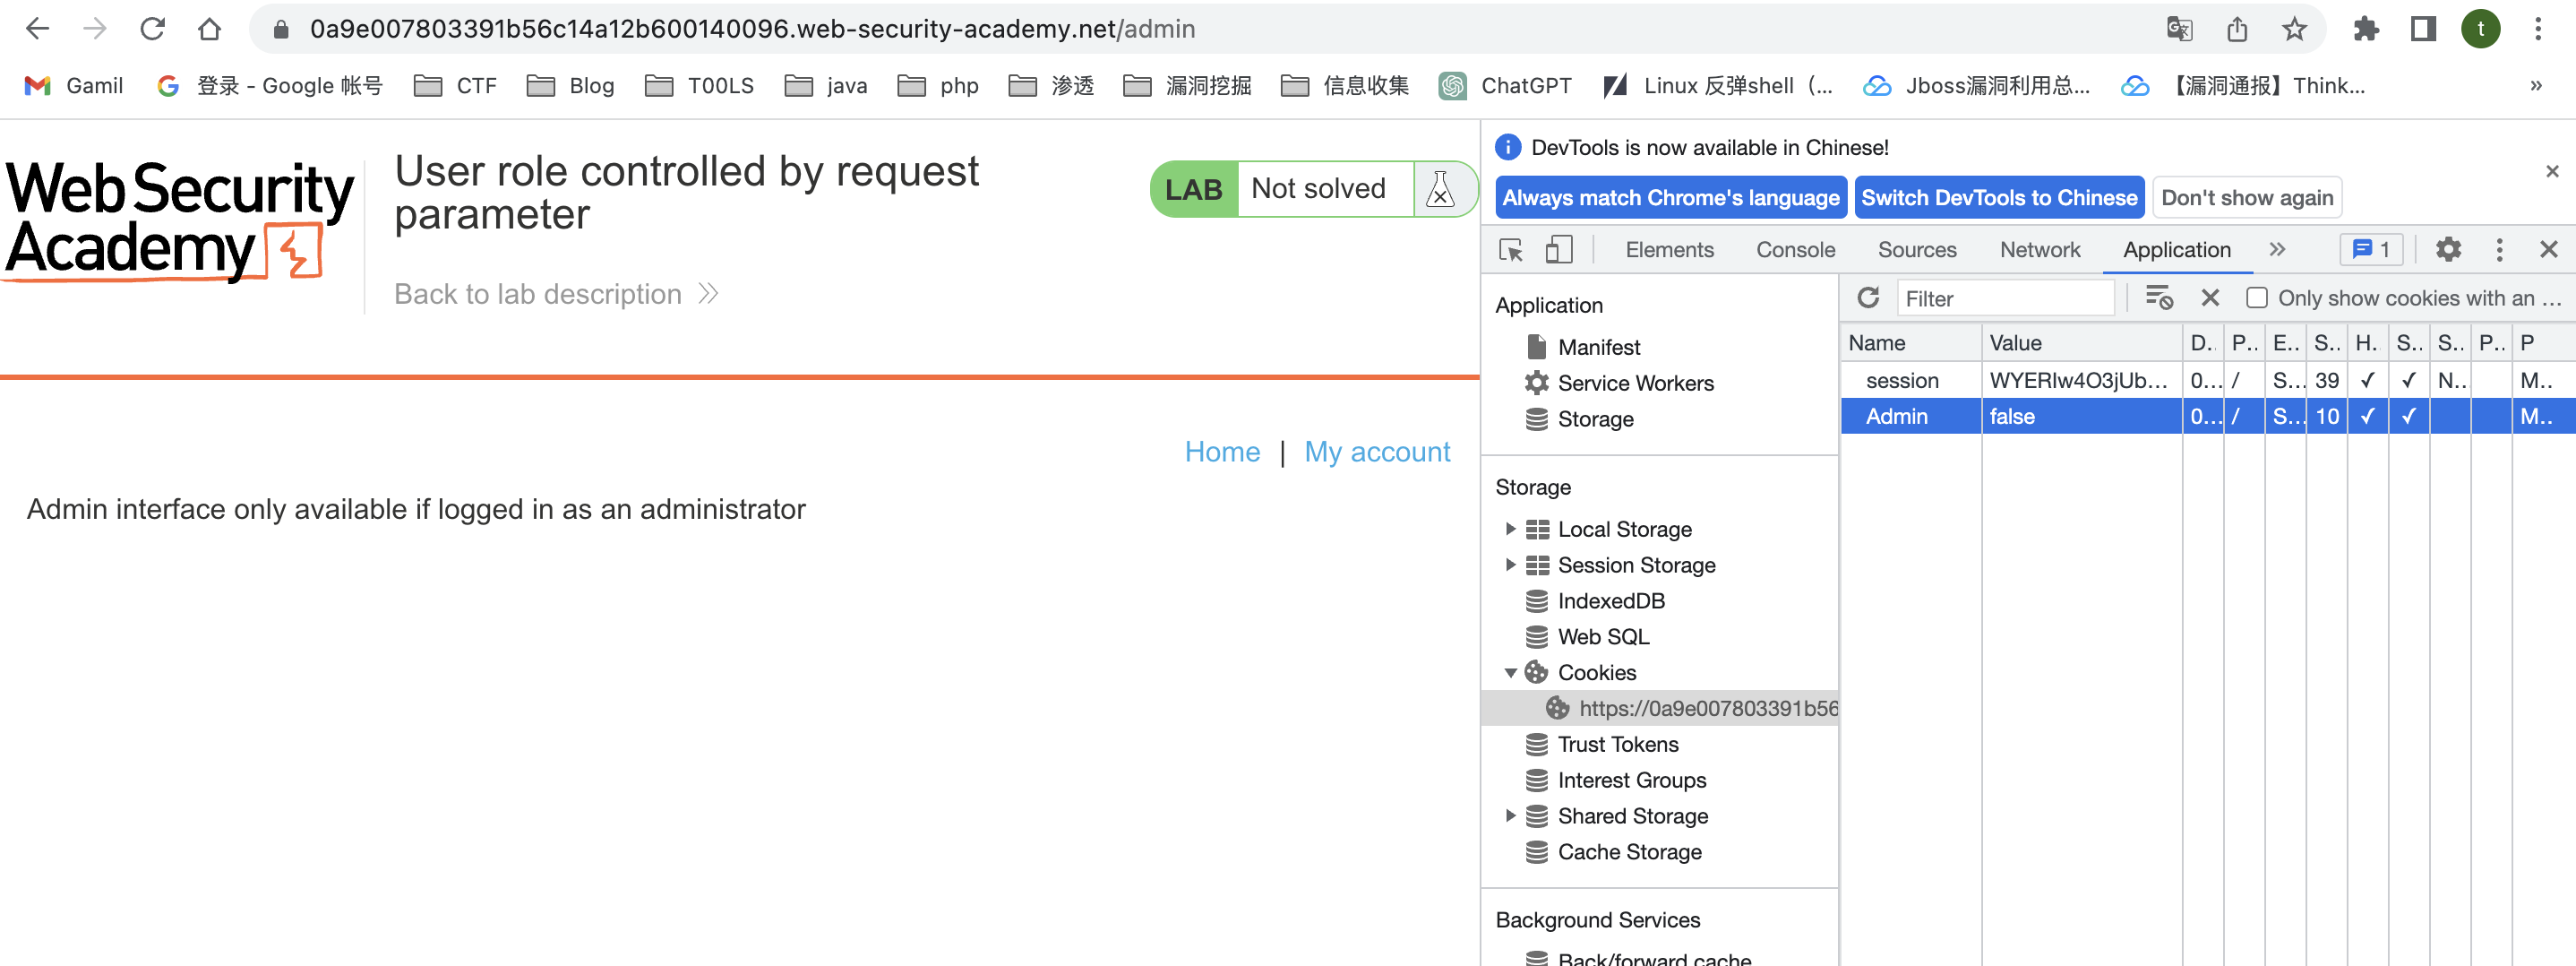 0a9e007803391b56c14a12b600140096.web-security-academy.net/admin
t
Gamil
登录 - Google 帐号
CTF
Blog
T00LS
java
php
渗透
漏洞挖掘
信息收集
ChatGPT
Linux 反弹shell（...
Jboss漏洞利用总...
【漏洞通报】Think...
»
Web Security Academy
User role controlled by request
parameter
LAB Not solved
Back to lab description
Home | My account
Admin interface only available if logged in as an administrator
DevTools is now available in Chinese!
Always match Chrome's language
Switch DevTools to Chinese
Don't show again
Elements Console Sources Network Application » 1
Application
Manifest
Service Workers
Storage
Storage
Local Storage
Session Storage
IndexedDB
Web SQL
Cookies
https://0a9e007803391b56
Trust Tokens
Interest Groups
Shared Storage
Cache Storage
Background Services
Back/forward cache
Filter
Only show cookies with an ...
Name Value D.. P.. E.. S.. H. S.. S.. P.. P
session WYERIw4O3jUb... 0... / S... 39 ✓ ✓ N.. M..
Admin false 0... / S... 10 ✓ ✓ M..